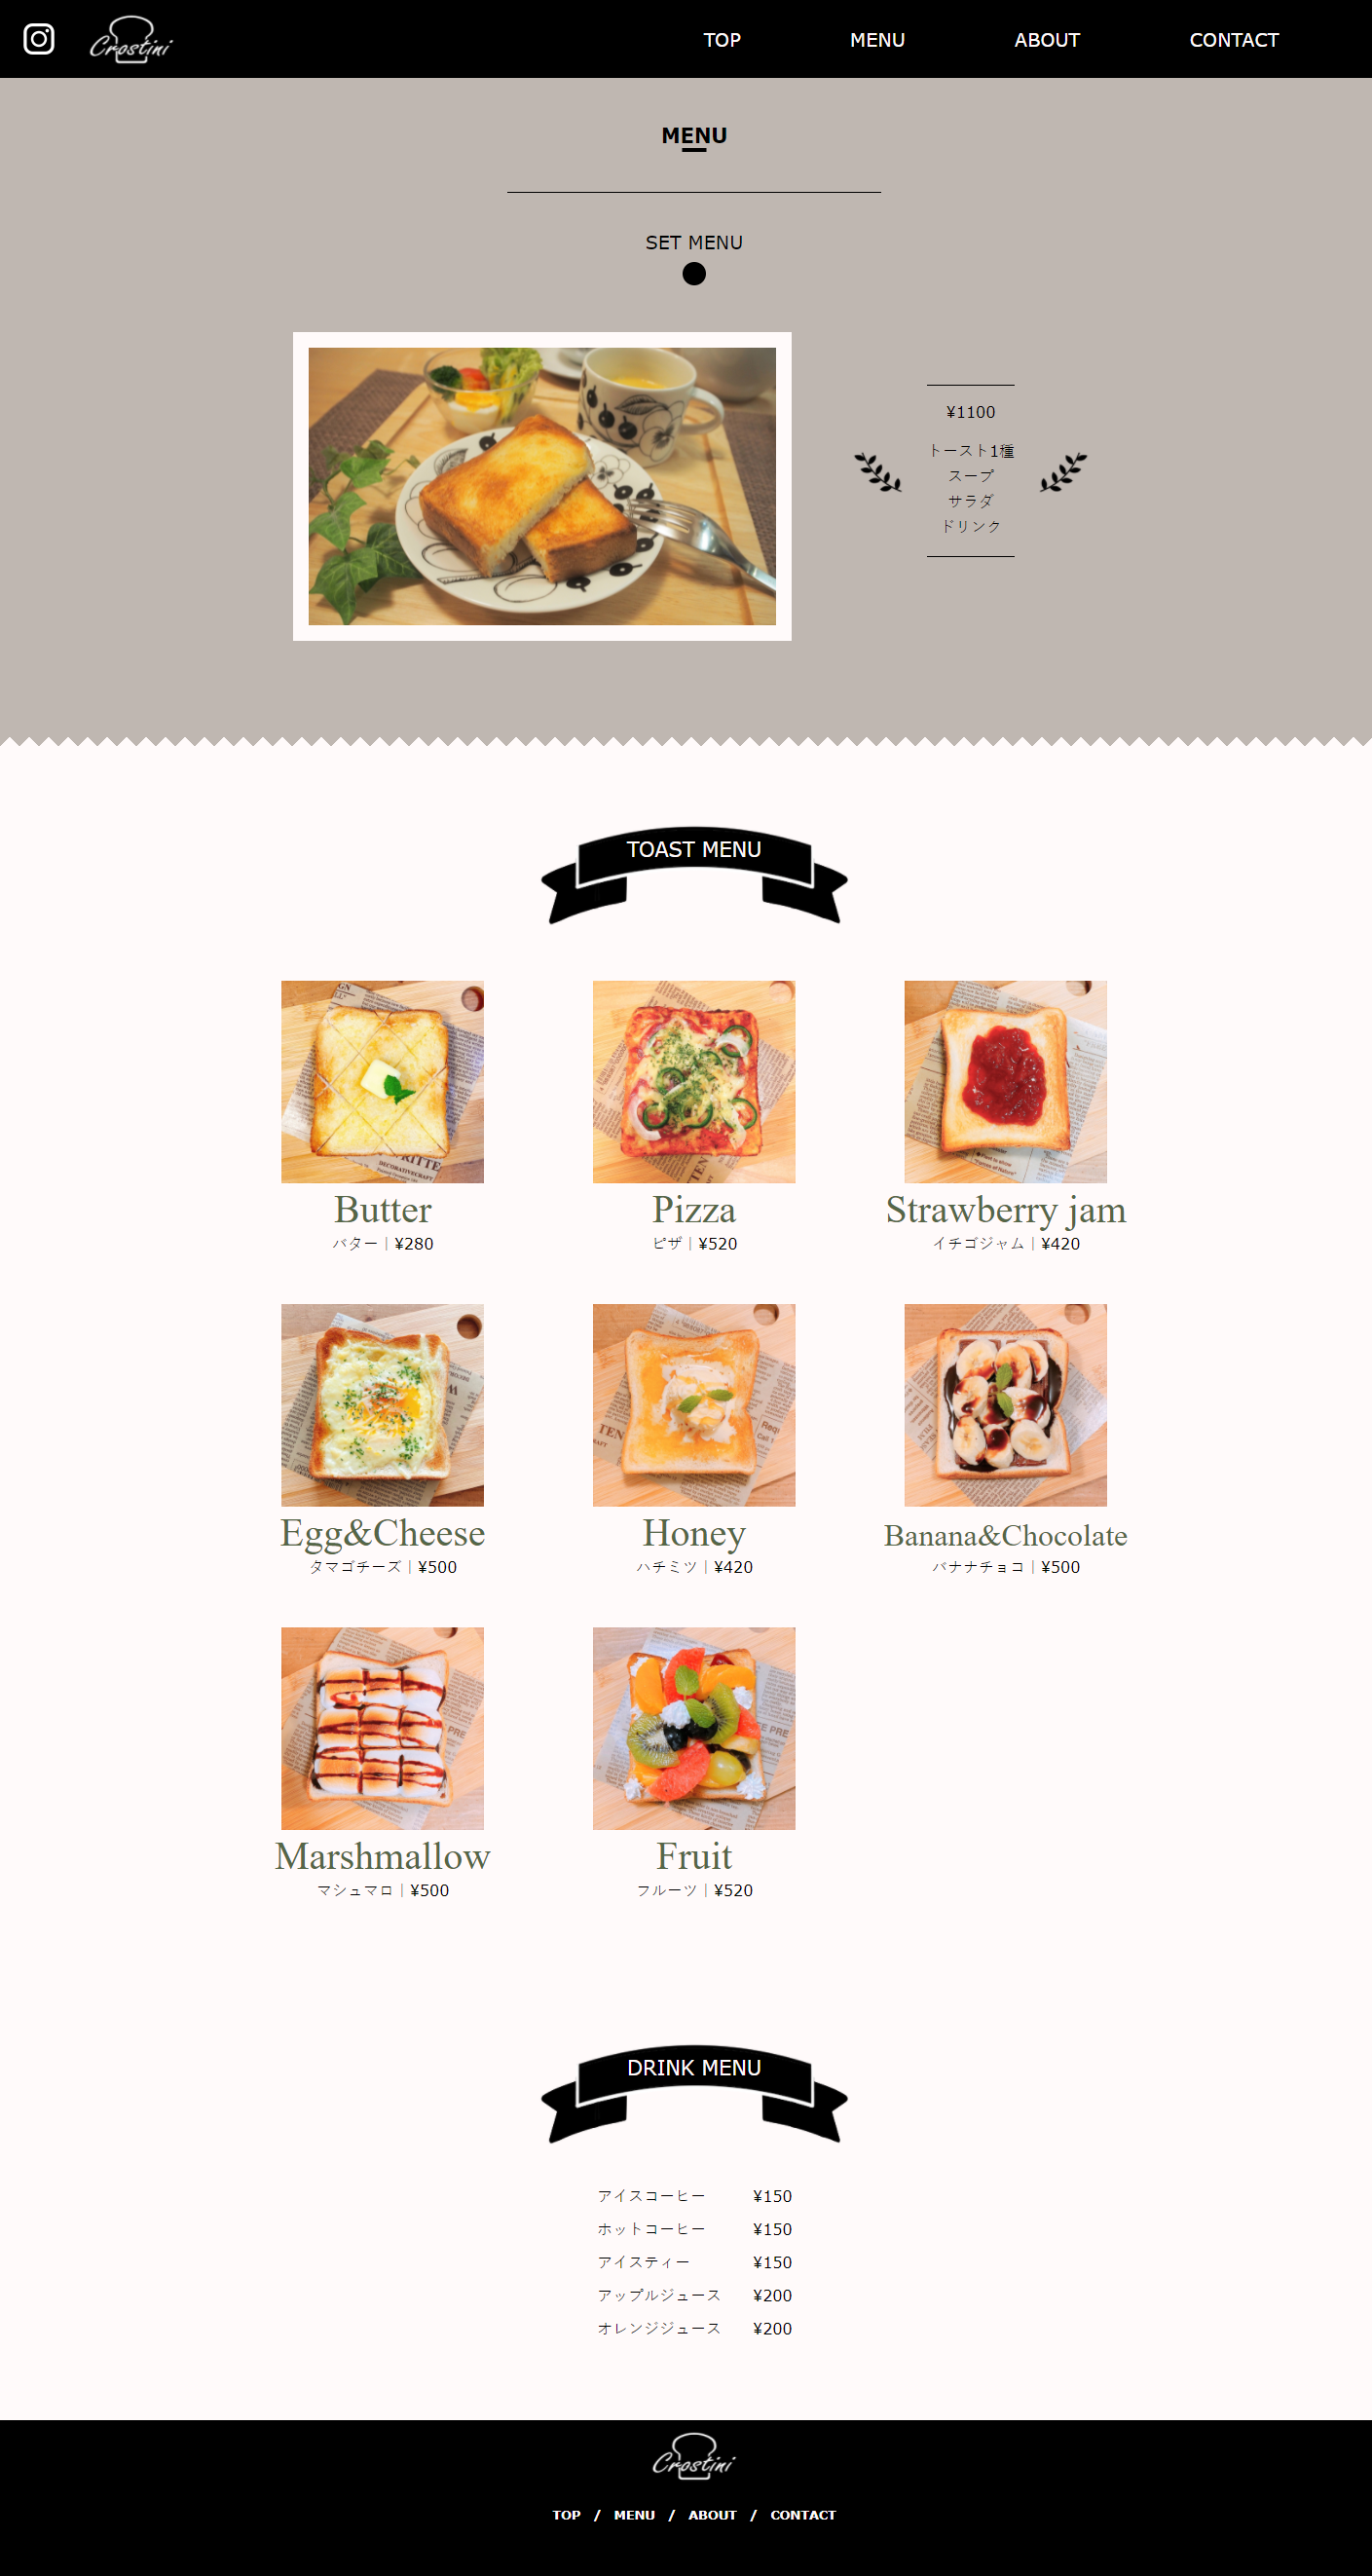 Crostini
TOP MENU ABOUT CONTACT
MENU
SET MENU
¥1100
トースト1種
スープ
サラダ
ドリンク
TOAST MENU
Butter
バター｜¥280
Pizza
ピザ｜¥520
Strawberry jam
イチゴジャム｜¥420
Egg&Cheese
タマゴチーズ｜¥500
Honey
ハチミツ｜¥420
Banana&Chocolate
バナナチョコ｜¥500
Marshmallow
マシュマロ｜¥500
Fruit
フルーツ｜¥520
DRINK MENU
アイスコーヒー ¥150
ホットコーヒー ¥150
アイスティー ¥150
アップルジュース ¥200
オレンジジュース ¥200
Crostini
TOP / MENU / ABOUT / CONTACT